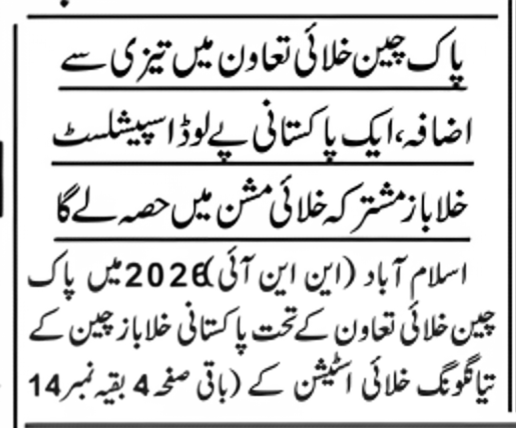 پاک چین خلائی تعاون میں تیزی سے
اضافہ، ایک پاکستانی پے لوڈ اسپیشلسٹ
خلاباز مشترکہ خلائی مشن میں حصہ لے گا
اسلام آباد (این این آئی) 2026 میں پاک
چین خلائی تعاون کے تحت پاکستانی خلاباز چین کے
تیانگونگ خلائی اسٹیشن کے (باقی صفحہ 4 بقیہ نمبر 14